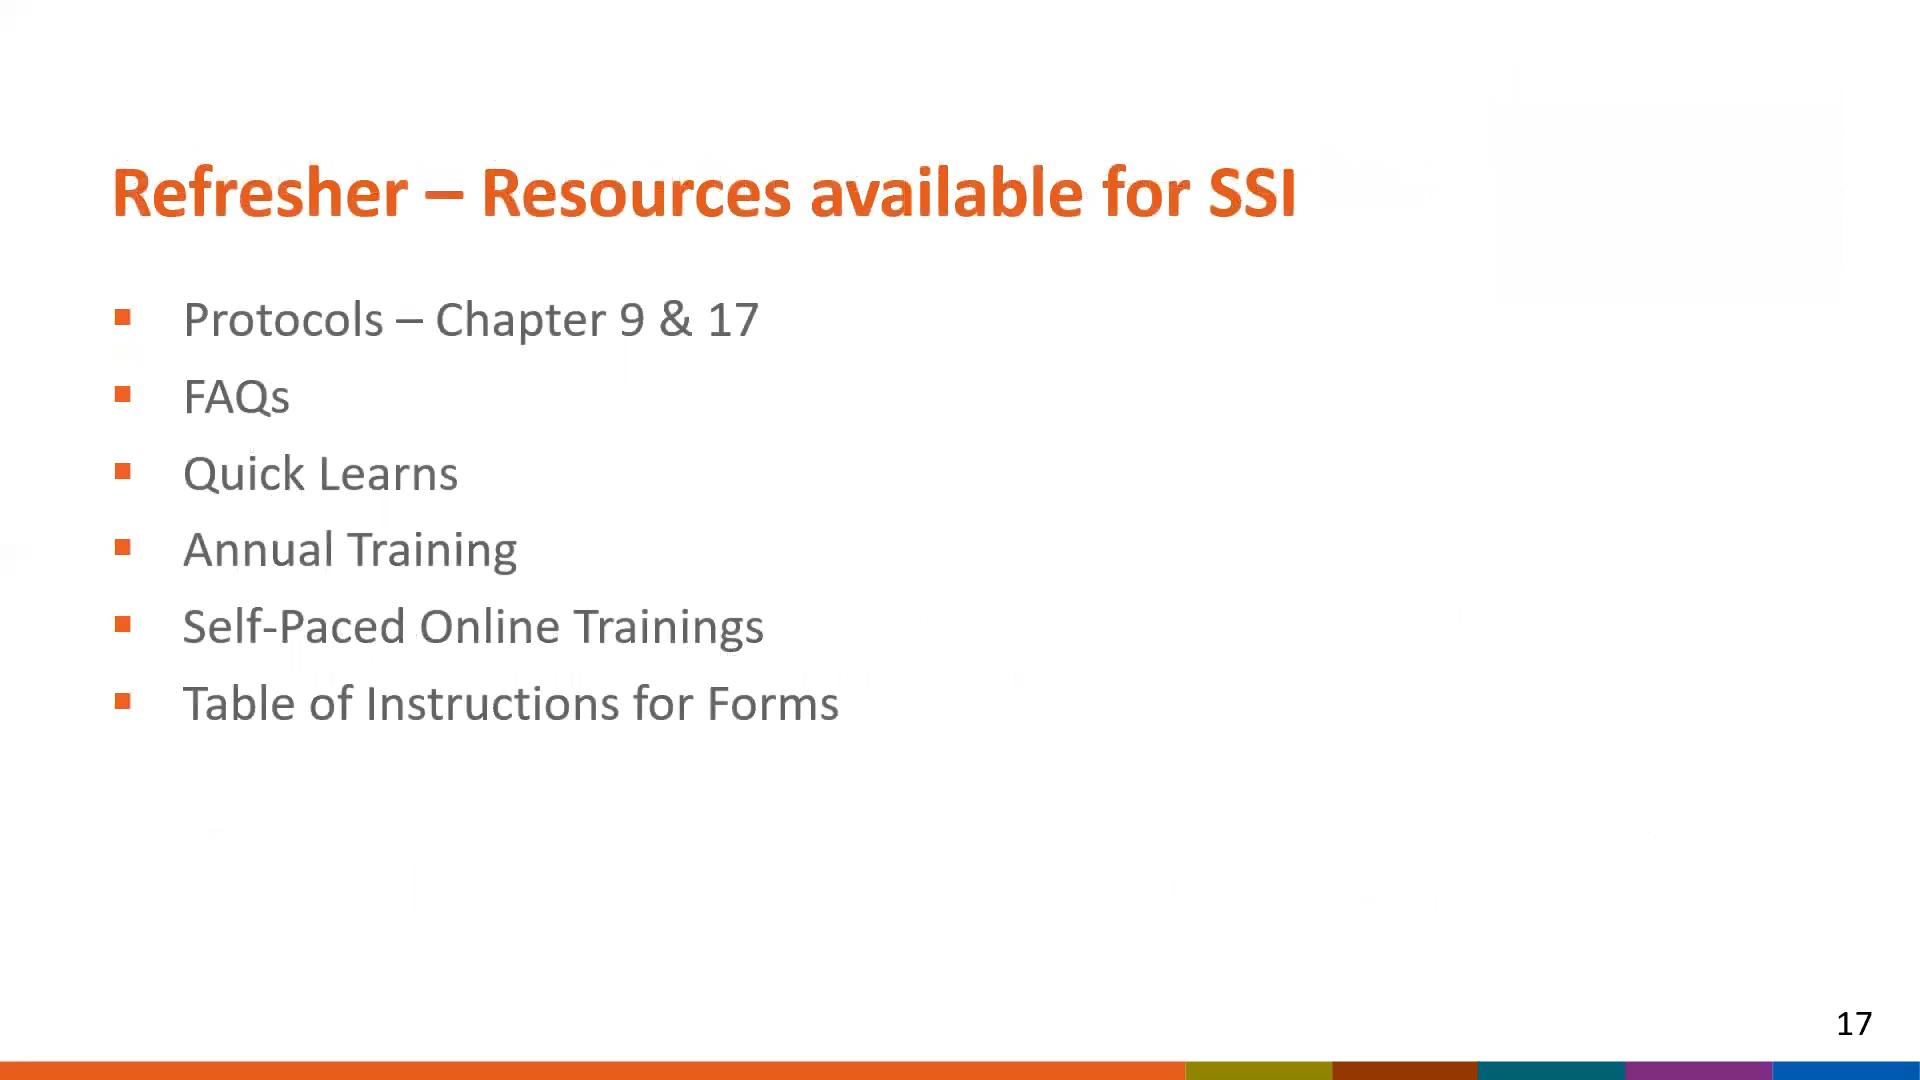 Refresher – Resources available for SSI
Protocols – Chapter 9 & 17
FAQs
Quick Learns
Annual Training
Self-Paced Online Trainings
Table of Instructions for Forms
17